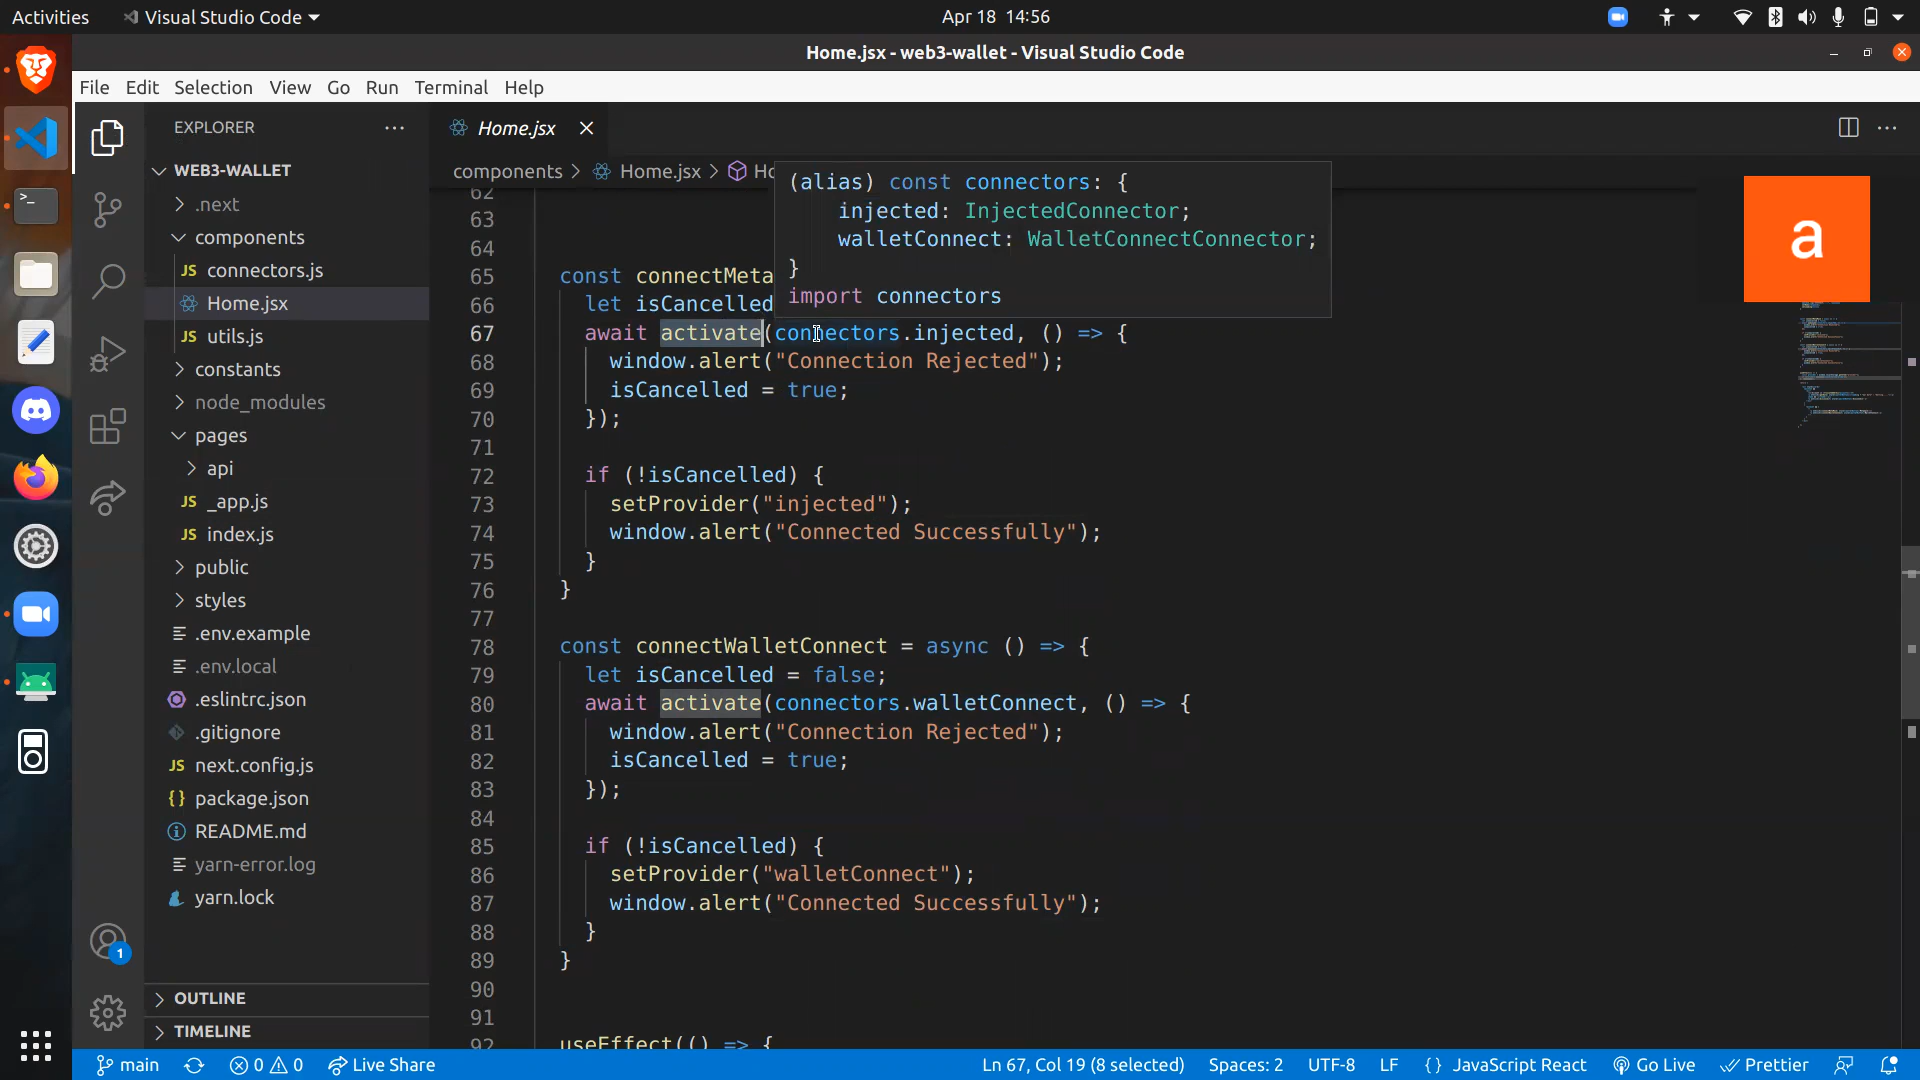 Activities
Visual Studio Code
Apr 18 14:56
Home.jsx - web3-wallet - Visual Studio Code
File Edit Selection View Go Run Terminal Help
EXPLORER
Home.jsx
components > Home.jsx > Ho
WEB3-WALLET
.next
components
connectors.js
Home.jsx
utils.js
constants
node_modules
pages
api
_app.js
index.js
public
styles
.env.example
.env.local
.eslintrc.json
.gitignore
next.config.js
package.json
README.md
yarn-error.log
yarn.lock
OUTLINE
TIMELINE
JS
JS
JS
JS
JS
1
(alias) const connectors: {
injected: InjectedConnector;
walletConnect: WalletConnectConnector;
}
import connectors
a
62
63
64
65 const connectMeta
66 let isCancelled
67 await activate(connectors.injected, () => {
68 window.alert("Connection Rejected");
69 isCancelled = true;
70 });
71
72 if (!isCancelled) {
73 setProvider("injected");
74 window.alert("Connected Successfully");
75 }
76 }
77
78 const connectWalletConnect = async () => {
79 let isCancelled = false;
80 await activate(connectors.walletConnect, () => {
81 window.alert("Connection Rejected");
82 isCancelled = true;
83 });
84
85 if (!isCancelled) {
86 setProvider("walletConnect");
87 window.alert("Connected Successfully");
88 }
89 }
90
91
92 useEffect(() => {
main 0 0 Live Share Ln 67, Col 19 (8 selected) Spaces: 2 UTF-8 LF {} JavaScript React Go Live Prettier